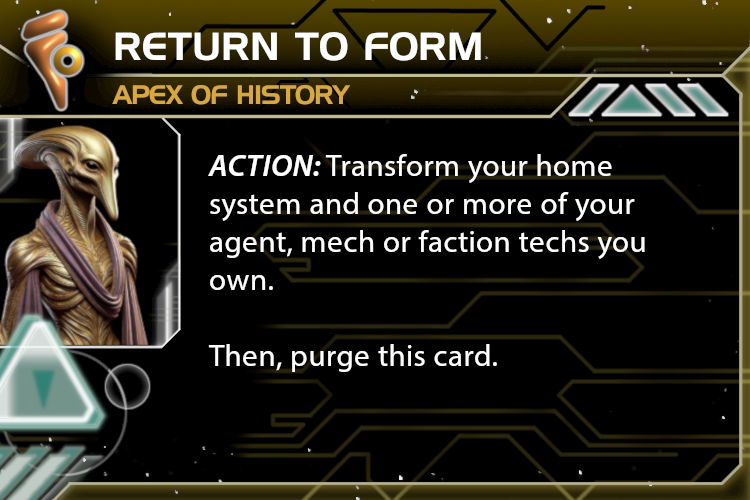 RETURN TO FORM
APEX OF HISTORY
ACTION: Transform your home
system and one or more of your
agent, mech or faction techs you
own.
Then, purge this card.